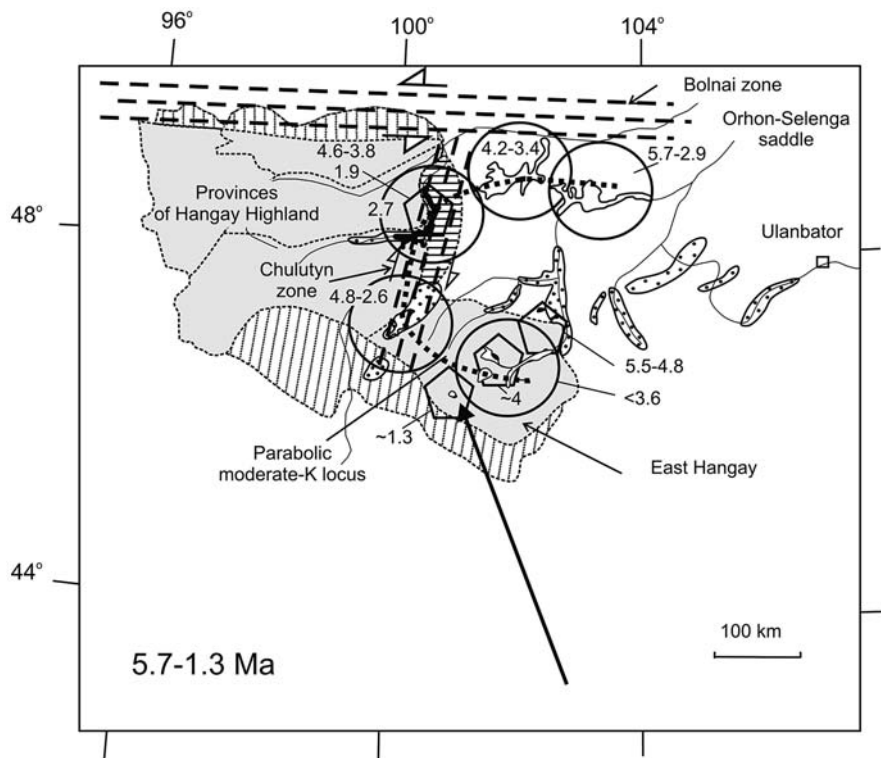 96°
100°
104°
Bolnai zone
Orhon-Selenga
saddle
4.6-3.8
1.9
4.2-3.4
5.7-2.9
Provinces
of Hangay Highland
48°
2.7
Ulanbator
Chulutyn
zone
4.8-2.6
5.5-4.8
<3.6
~4
~1.3
Parabolic
moderate-K locus
East Hangay
44°
100 km
5.7-1.3 Ma